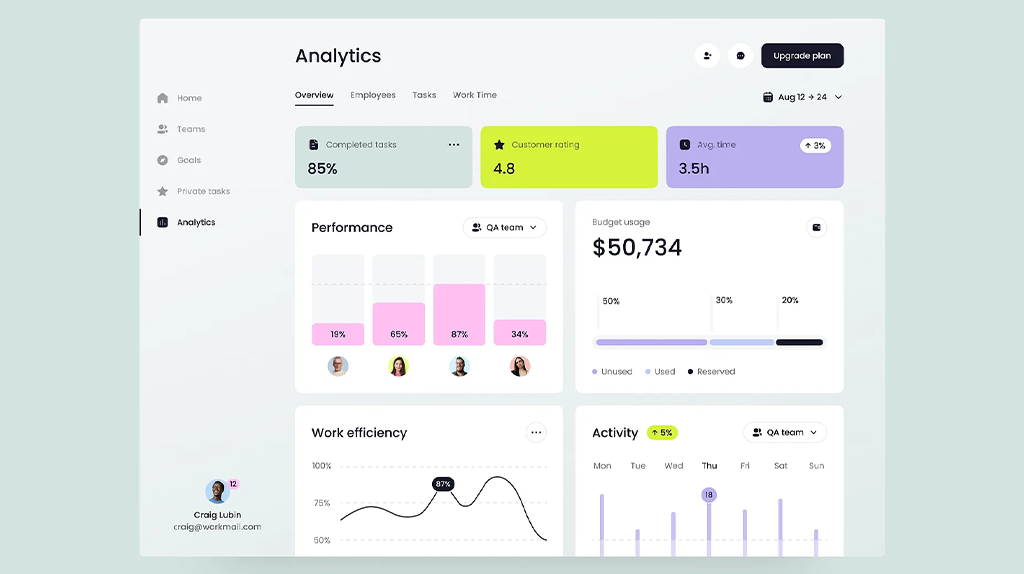 Analytics
Upgrade plan
Overview Employees Tasks Work Time
Aug 12 → 24
Home
Teams
Goals
Private tasks
Analytics
Completed tasks
85%
Customer rating
4.8
Avg. time
3%
3.5h
Performance
QA team
19% 65% 87% 34%
Budget usage
$50,734
50% 30% 20%
Unused Used Reserved
Work efficiency
100%
87%
75%
50%
Activity
5%
QA team
Mon Tue Wed Thu Fri Sat Sun
18
12
Craig Lubin
craig@workmail.com